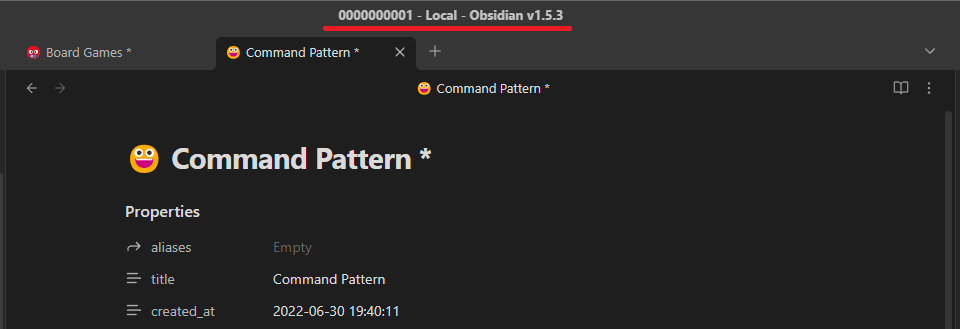 0000000001 - Local - Obsidian v1.5.3
Board Games *
Command Pattern *
Command Pattern *
Command Pattern *
Properties
aliases Empty
title Command Pattern
created_at 2022-06-30 19:40:11